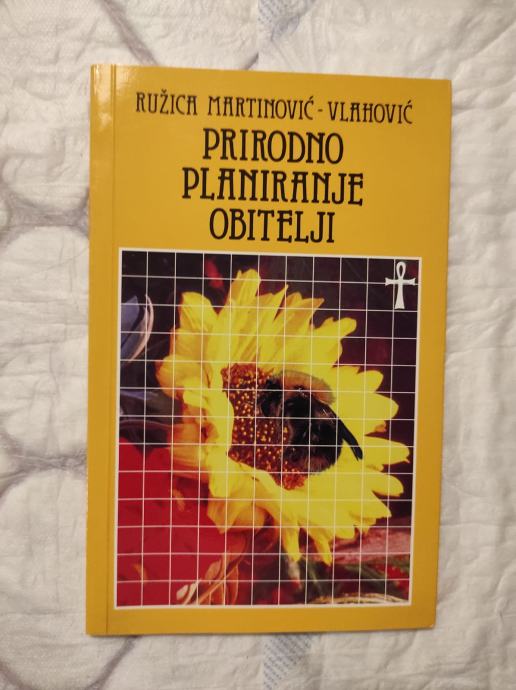 RUŽICA MARTINOVIĆ - VLAHOVIĆ
PRIRODNO
PLANIRANJE
OBITELJI